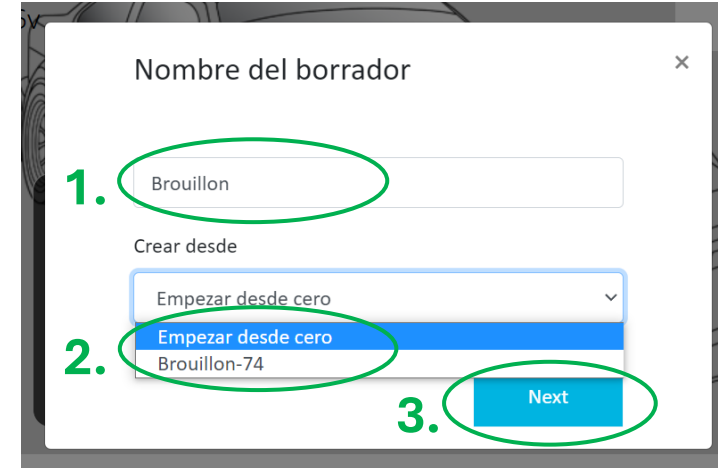 Nombre del borrador
×
1.
Brouillon
Crear desde
Empezar desde cero
2.
Empezar desde cero
Brouillon-74
3.
Next